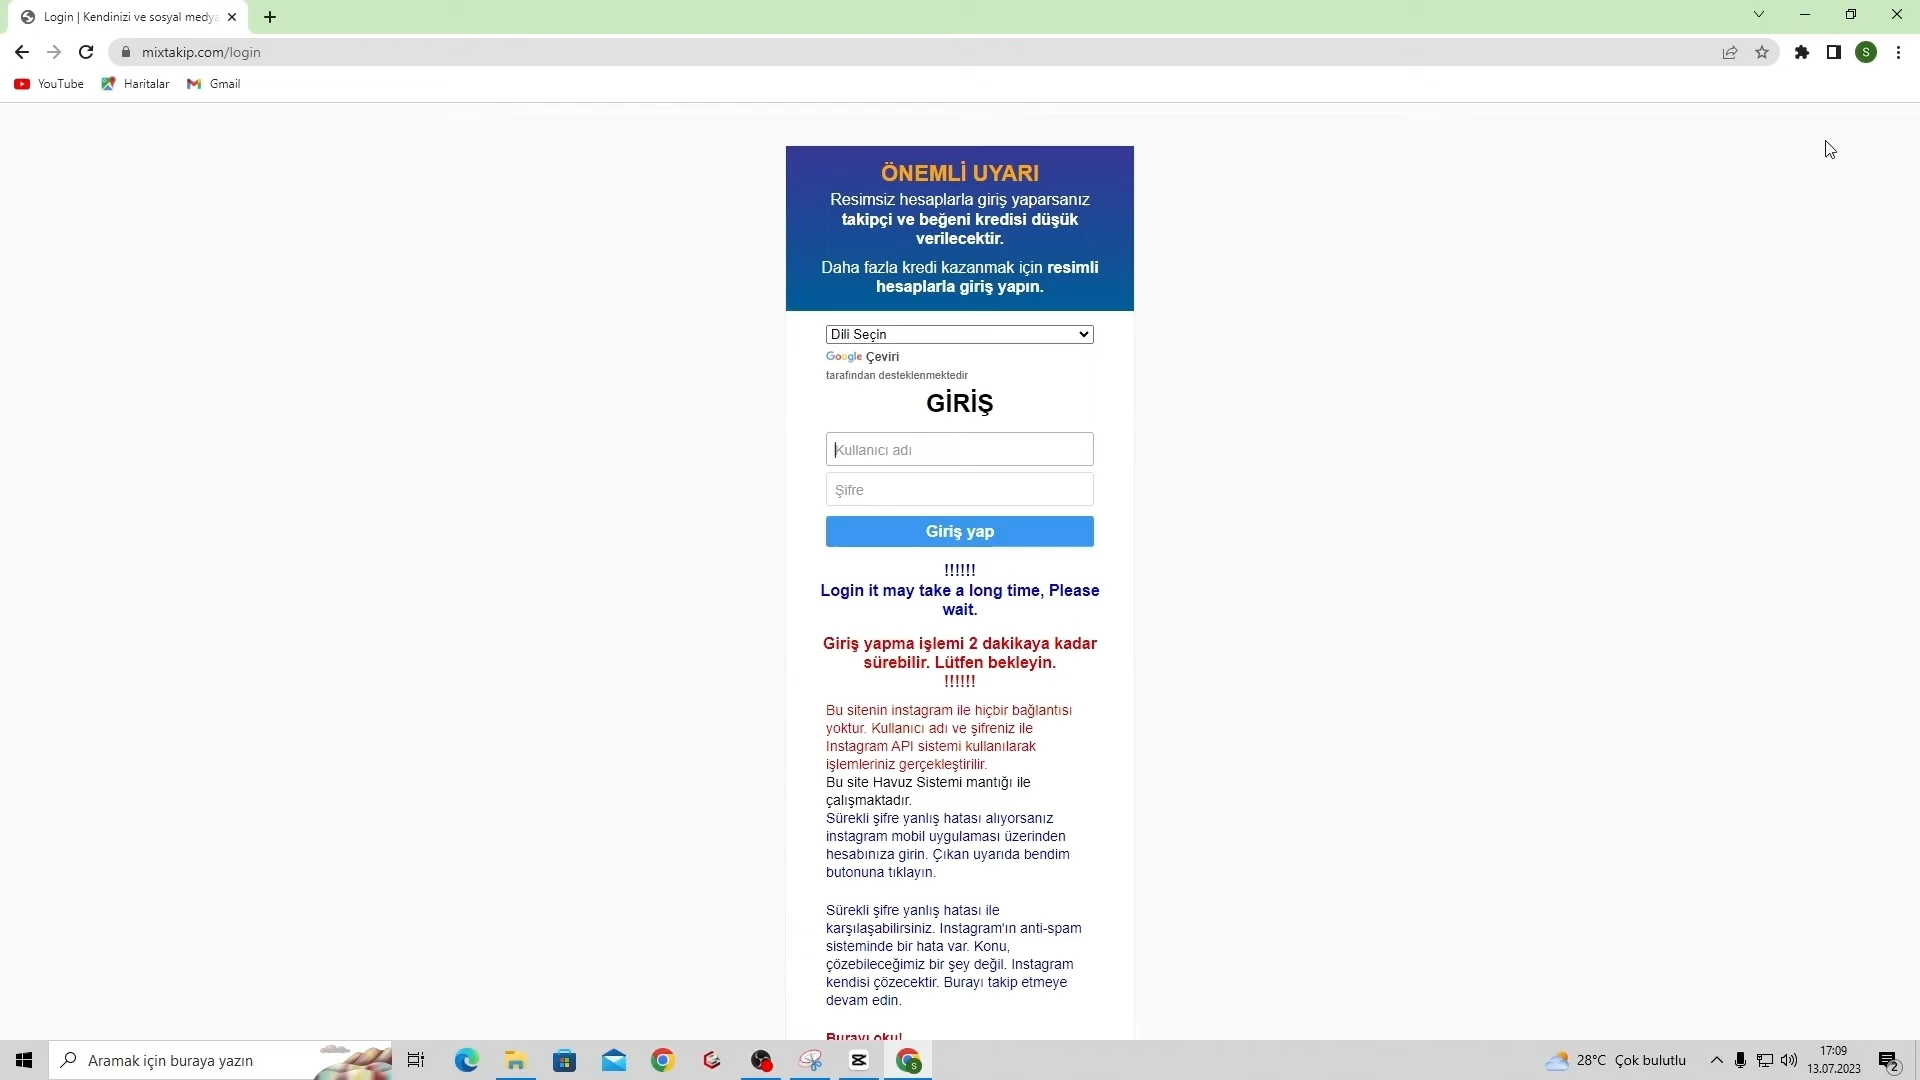 Login | Kendinizi ve sosyal medya
mixtakip.com/login
S
YouTube
Haritalar
Gmail
ÖNEMLİ UYARI
Resimsiz hesaplarla giriş yaparsanız
takipçi ve beğeni kredisi düşük
verilecektir.
Daha fazla kredi kazanmak için resimli
hesaplarla giriş yapın.
Dili Seçin
Google Çeviri
tarafından desteklenmektedir
GİRİŞ
Kullanıcı adı
Şifre
Giriş yap
!!!!!!
Login it may take a long time, Please
wait.
Giriş yapma işlemi 2 dakikaya kadar
sürebilir. Lütfen bekleyin.
!!!!!!
Bu sitenin instagram ile hiçbir bağlantısı
yoktur. Kullanıcı adı ve şifreniz ile
Instagram API sistemi kullanılarak
işlemleriniz gerçekleştirilir.
Bu site Havuz Sistemi mantığı ile
çalışmaktadır.
Sürekli şifre yanlış hatası alıyorsanız
instagram mobil uygulaması üzerinden
hesabınıza girin. Çıkan uyarıda bendim
butonuna tıklayın.
Sürekli şifre yanlış hatası ile
karşılaşabilirsiniz. Instagram'ın anti-spam
sisteminde bir hata var. Konu,
çözebileceğimiz bir şey değil. Instagram
kendisi çözecektir. Burayı takip etmeye
devam edin.
Burayı oku!
Aramak için buraya yazın
S
28°C Çok bulutlu
17:09
13.07.2023
2